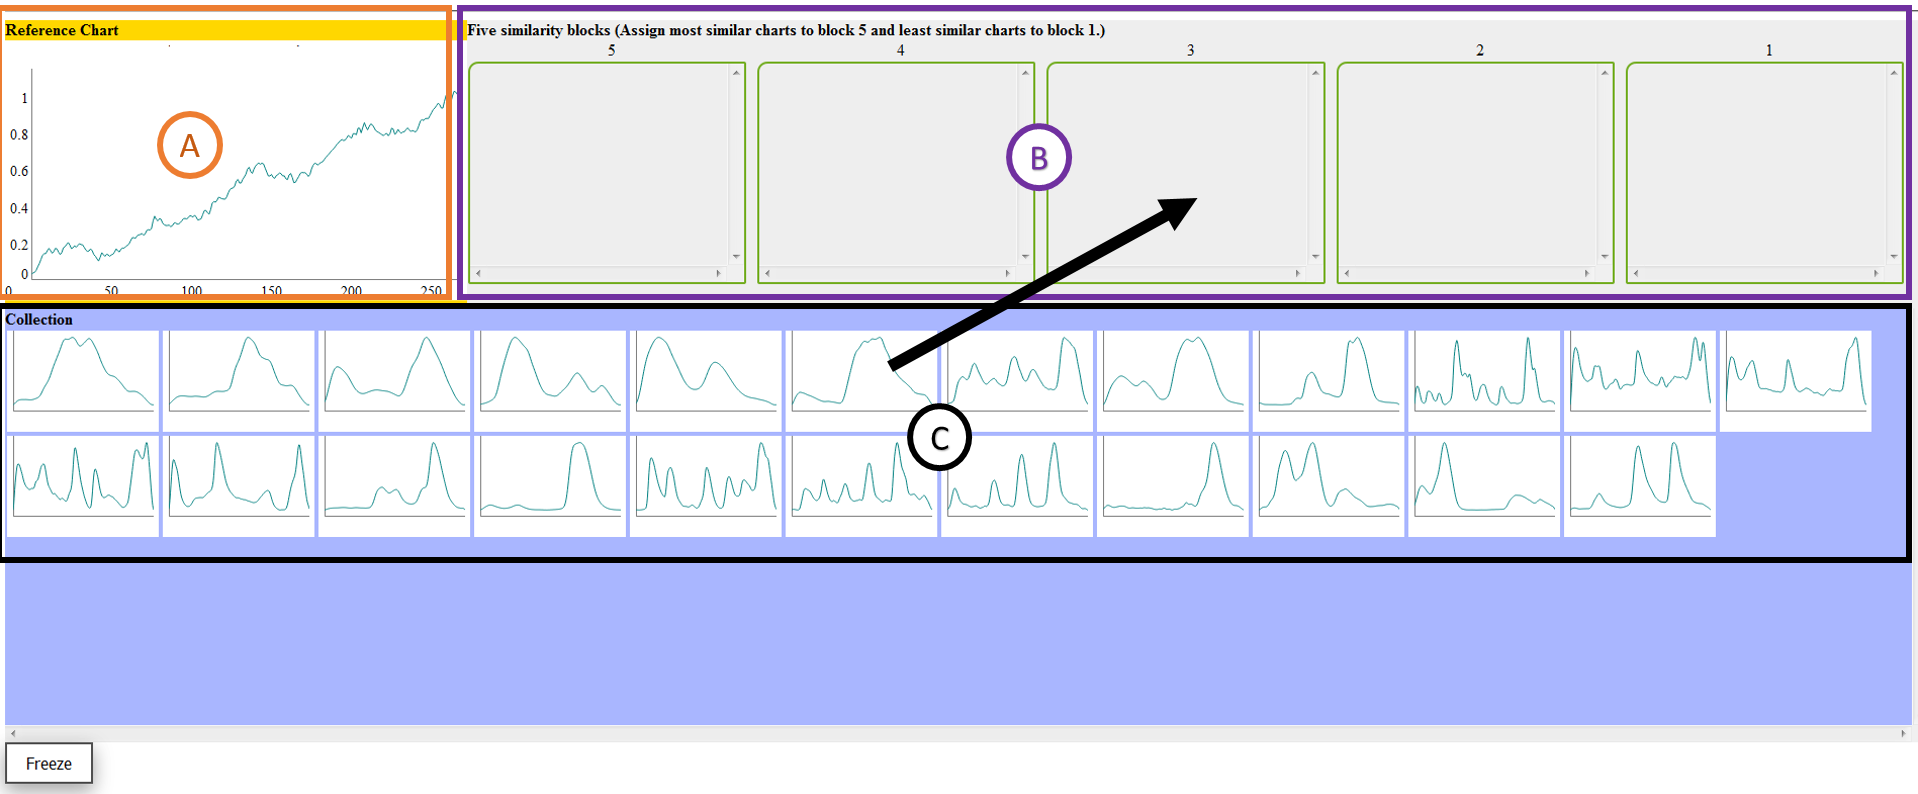 Reference Chart
Five similarity blocks (Assign most similar charts to block 5 and least similar charts to block 1.)
5 4 3 2 1
1
0.8
0.6
0.4
0.2
0
0 50 100 150 200 250
A
B
Collection
C
Freeze